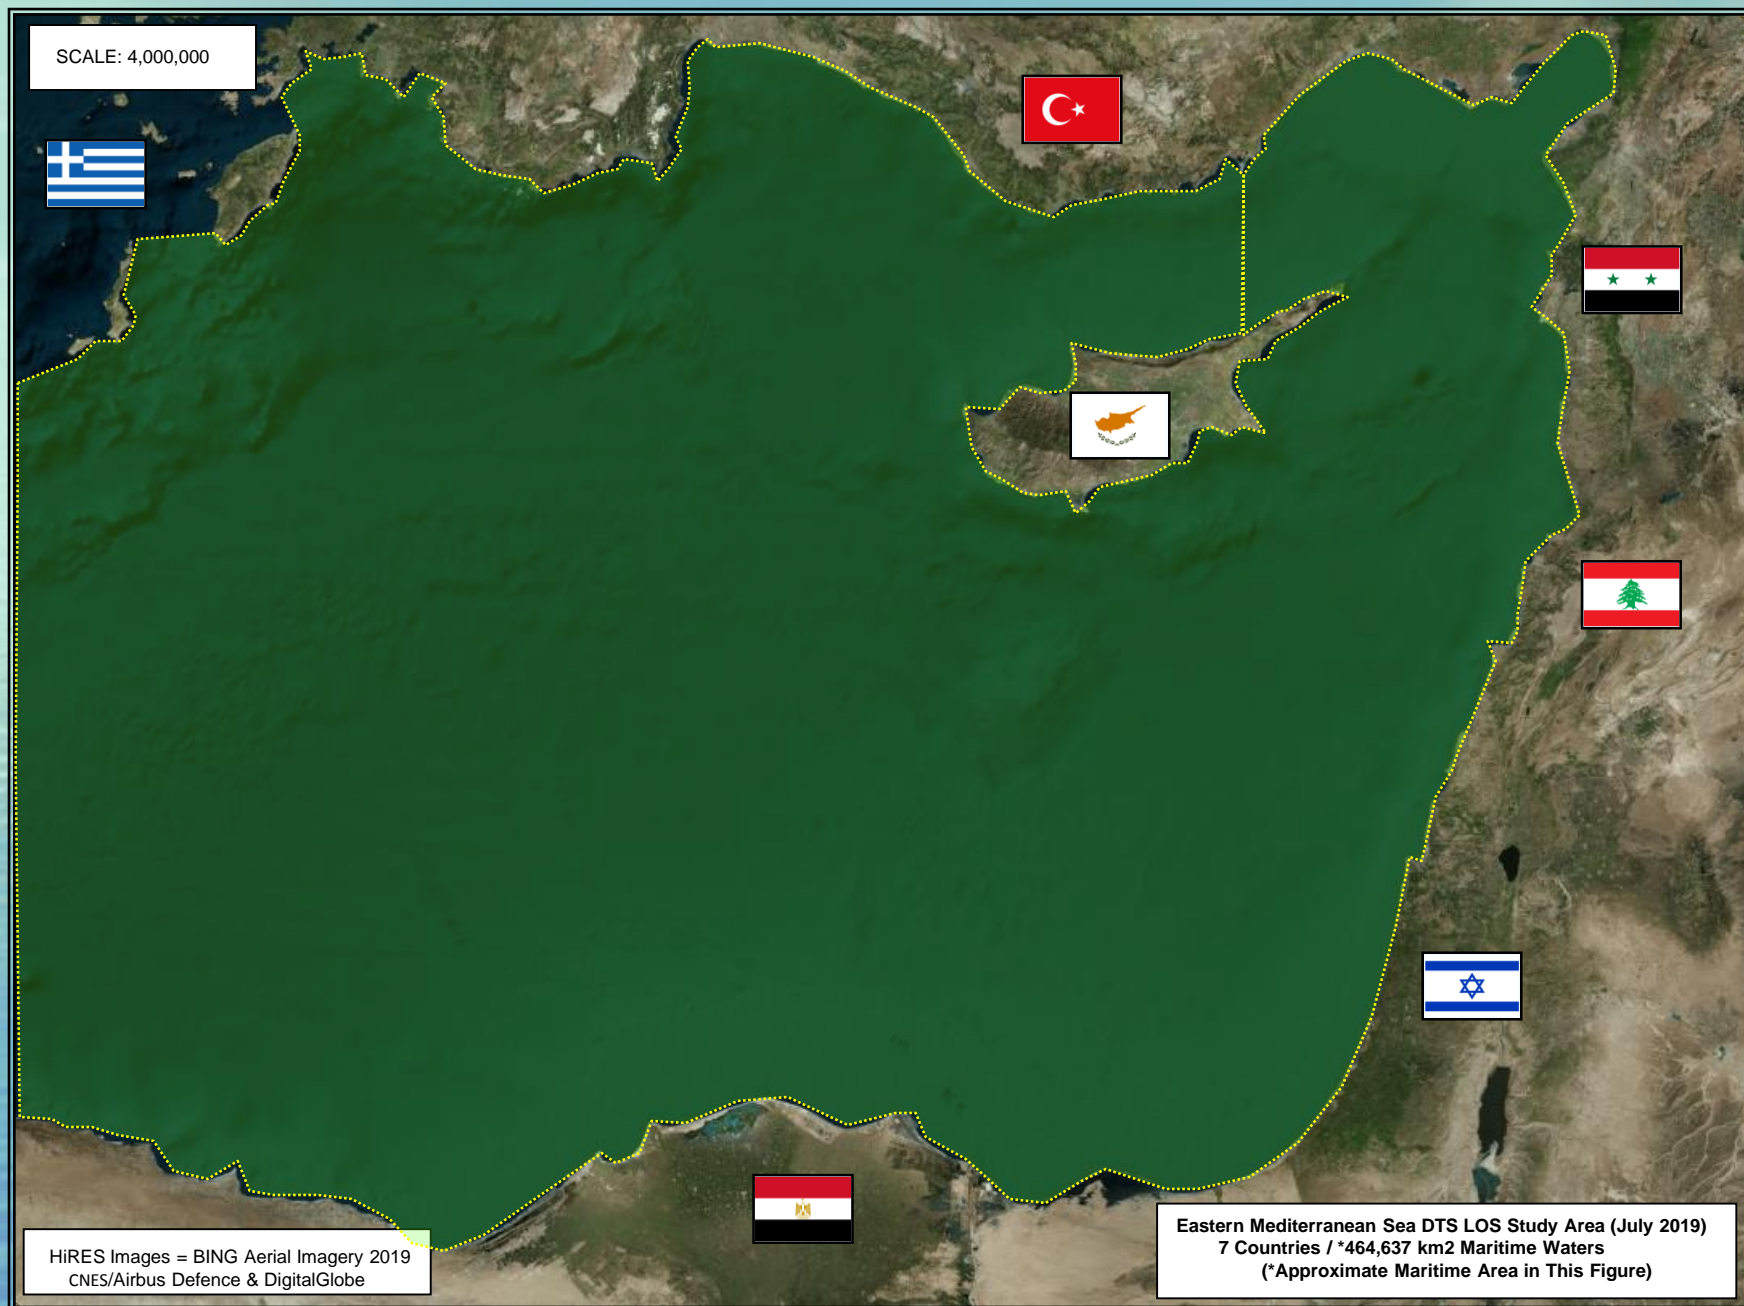 SCALE: 4,000,000
HiRES Images = BING Aerial Imagery 2019
CNES/Airbus Defence & DigitalGlobe
Eastern Mediterranean Sea DTS LOS Study Area (July 2019)
7 Countries / *464,637 km2 Maritime Waters
(*Approximate Maritime Area in This Figure)